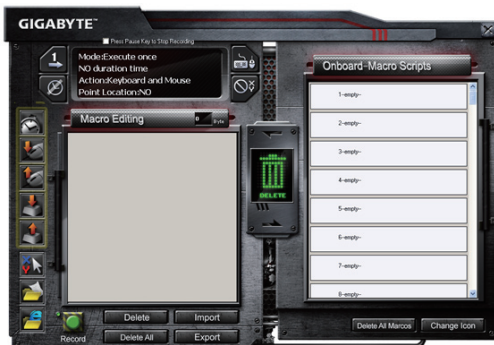 GIGABYTE™
Press Pause Key to Stop Recording
Mode:Execute once
NO duration time
Action:Keyboard and Mouse
Point Location:NO
1
Macro Editing
0 Byte
DELETE
Delete
Import
Record
Delete All
Export
Onboard-Macro Scripts
1-empty-
2-empty-
3-empty-
4-empty-
5-empty-
6-empty-
7-empty-
8-empty-
Delete All Marcos
Change Icon